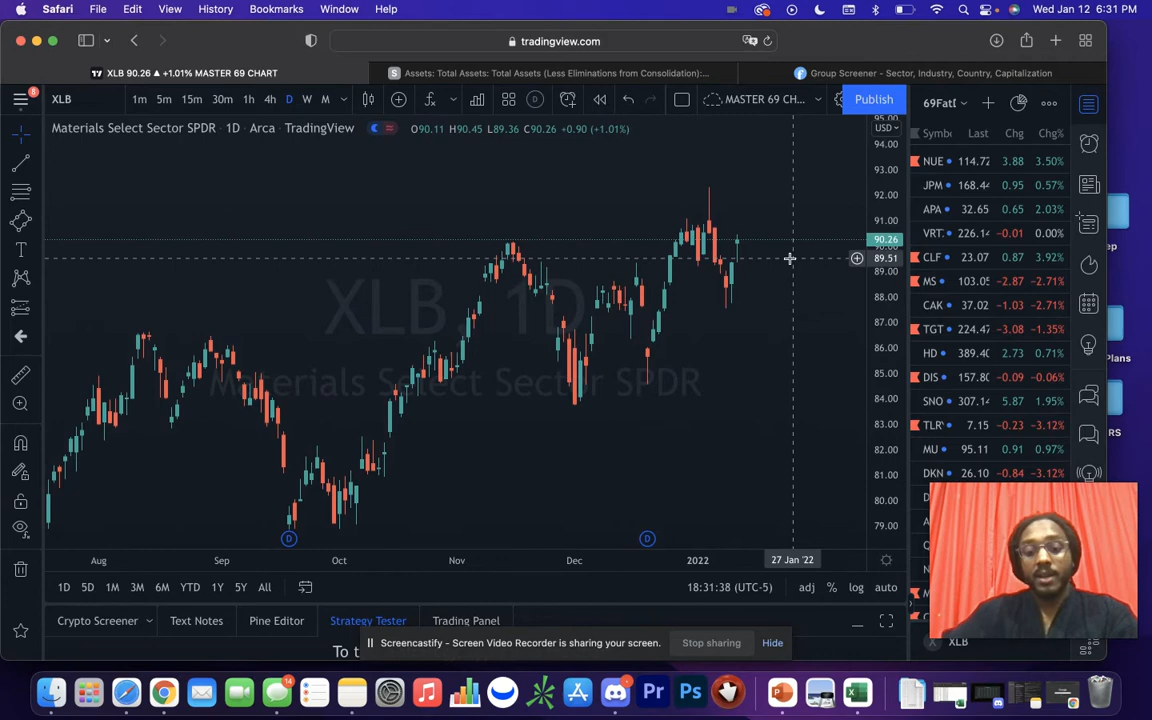 Safari File Edit View History Bookmarks Window Help Wed Jan 12 6:31 PM
tradingview.com
XLB 90.26 ▲ +1.01% MASTER 69 CHART
Assets: Total Assets: Total Assets (Less Eliminations from Consolidation):...
Group Screener - Sector, Industry, Country, Capitalization
8 XLB 1m 5m 15m 30m 1h 4h D W M MASTER 69 CH... Publish 69Fat
Materials Select Sector SPDR · 1D · Arca · TradingView O90.11 H90.45 L89.36 C90.26 +0.90 (+1.01%)
USD
Symbo Last Chg Chg%
NUE 114.72 3.88 3.50%
JPM 168.44 0.95 0.57%
APA 32.65 0.65 2.03%
VRT 226.14 −0.01 0.00%
CLF 23.07 0.87 3.92%
MS 103.05 −2.87 −2.71%
CAK 37.02 −1.03 −2.71%
TGT 224.47 −3.08 −1.35%
HD 389.40 2.73 0.71%
DIS 157.80 −0.09 −0.06%
SNO 307.14 5.87 1.95%
TLR 7.15 −0.23 −3.12%
MU 95.11 0.91 0.97%
DKN 26.10 −0.84 −3.12%
95.00
94.00
93.00
92.00
91.00
90.26
90.00
89.51
89.00
88.00
87.00
86.00
85.00
84.00
83.00
82.00
81.00
80.00
79.00
XLB, 1D
Materials Select Sector SPDR
D D
Aug Sep Oct Nov Dec 2022 27 Jan '22
1D 5D 1M 3M 6M YTD 1Y 5Y All 18:31:38 (UTC-5) adj % log auto
Crypto Screener Text Notes Pine Editor Strategy Tester Trading Panel
Screencastify - Screen Video Recorder is sharing your screen. Stop sharing Hide
To t
XLB
ep
Plans
RS
14
Pr Ps